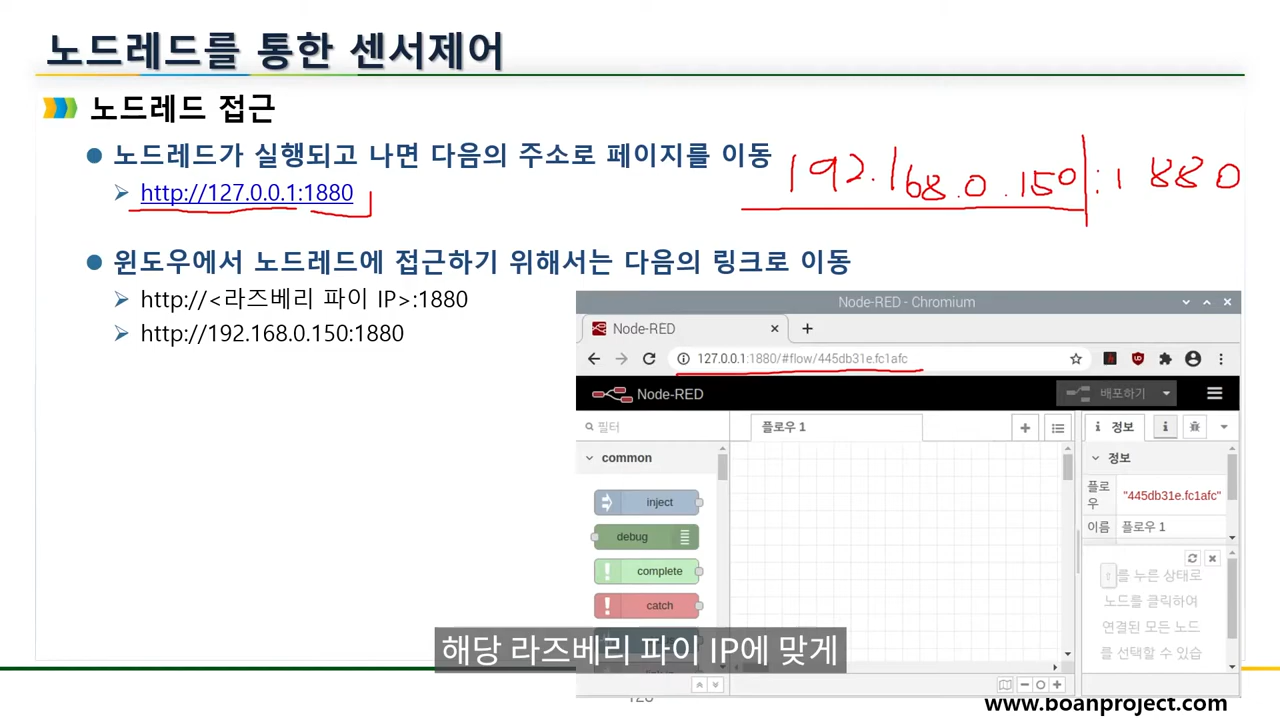 노드레드를 통한 센서제어
노드레드 접근
노드레드가 실행되고 나면 다음의 주소로 페이지를 이동
http://127.0.0.1:1880
192.168.0.150:1880
윈도우에서 노드레드에 접근하기 위해서는 다음의 링크로 이동
http://<라즈베리 파이 IP>:1880
http://192.168.0.150:1880
Node-RED - Chromium
Node-RED
127.0.0.1:1880/#flow/445db31e.fc1afc
Node-RED
배포하기
필터
플로우 1
정보
common
정보
inject
플로우
"445db31e.fc1afc"
debug
이름
플로우 1
complete
catch
를 누른 상태로
노드를 클릭하여
연결된 모든 노드
를 선택할 수 있습
해당 라즈베리 파이 IP에 맞게
www.boanproject.com